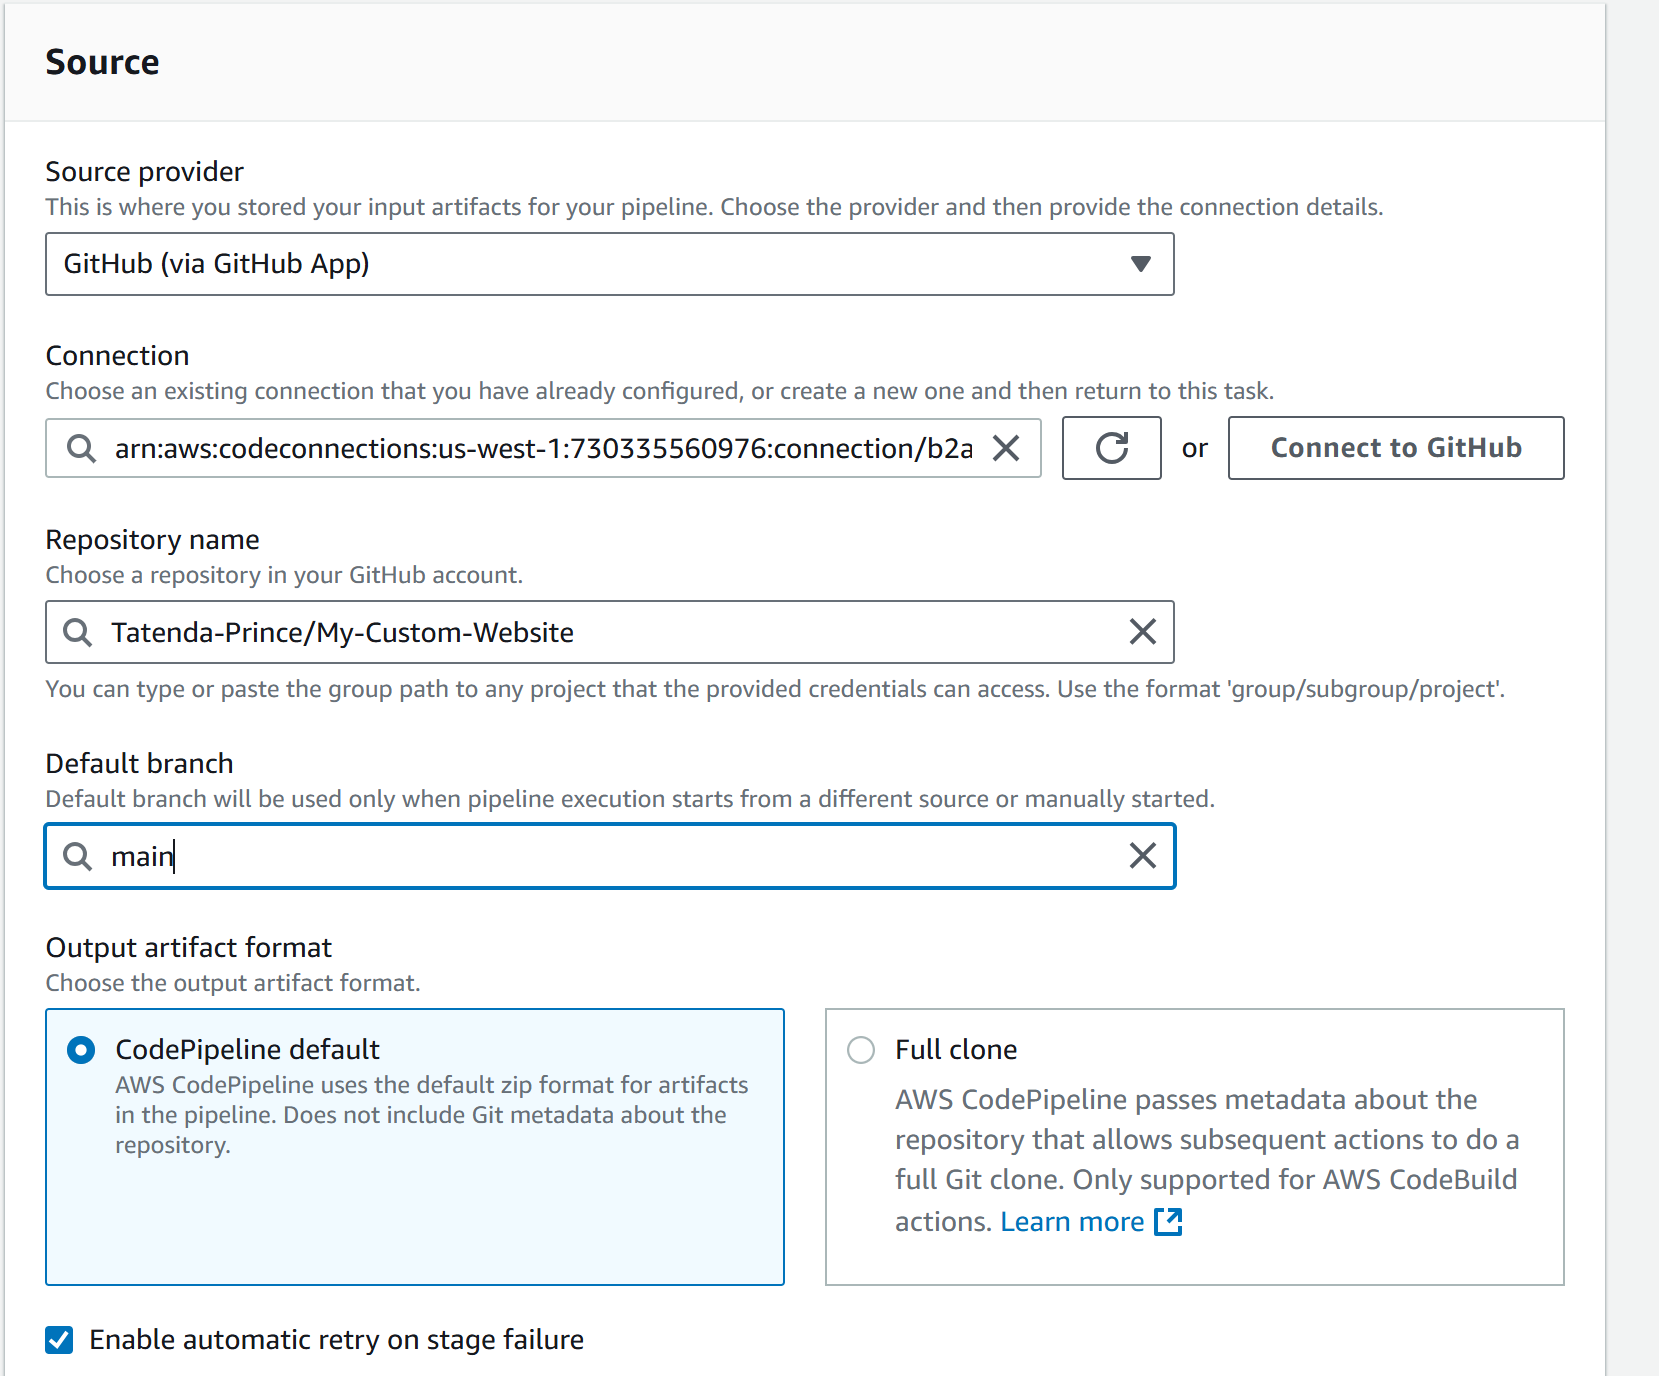 Source
Source provider
This is where you stored your input artifacts for your pipeline. Choose the provider and then provide the connection details.
GitHub (via GitHub App)
Connection
Choose an existing connection that you have already configured, or create a new one and then return to this task.
arn:aws:codeconnections:us-west-1:730335560976:connection/b2a
or
Connect to GitHub
Repository name
Choose a repository in your GitHub account.
Tatenda-Prince/My-Custom-Website
You can type or paste the group path to any project that the provided credentials can access. Use the format 'group/subgroup/project'.
Default branch
Default branch will be used only when pipeline execution starts from a different source or manually started.
main
Output artifact format
Choose the output artifact format.
CodePipeline default
AWS CodePipeline uses the default zip format for artifacts
in the pipeline. Does not include Git metadata about the
repository.
Full clone
AWS CodePipeline passes metadata about the
repository that allows subsequent actions to do a
full Git clone. Only supported for AWS CodeBuild
actions. Learn more
Enable automatic retry on stage failure